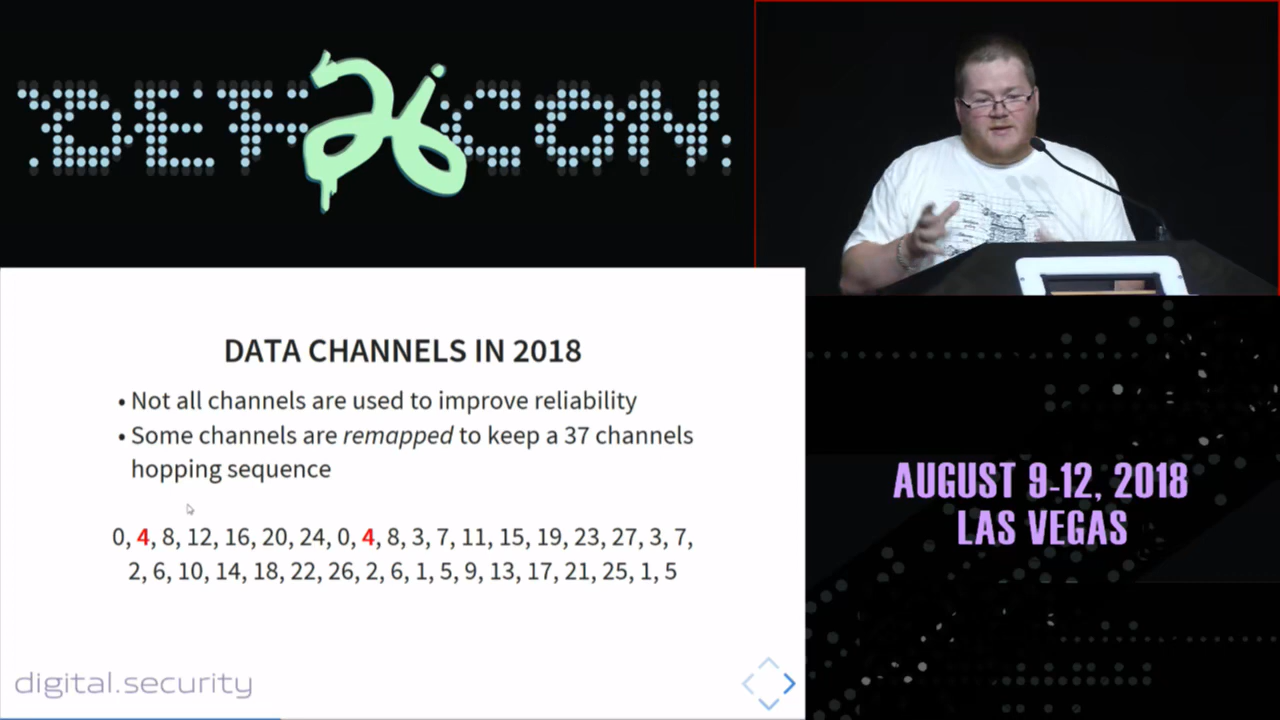 DEF 26 CON
DATA CHANNELS IN 2018
• Not all channels are used to improve reliability
• Some channels are remapped to keep a 37 channels
hopping sequence
0, 4, 8, 12, 16, 20, 24, 0, 4, 8, 3, 7, 11, 15, 19, 23, 27, 3, 7,
2, 6, 10, 14, 18, 22, 26, 2, 6, 1, 5, 9, 13, 17, 21, 25, 1, 5
digital.security
AUGUST 9-12, 2018
LAS VEGAS